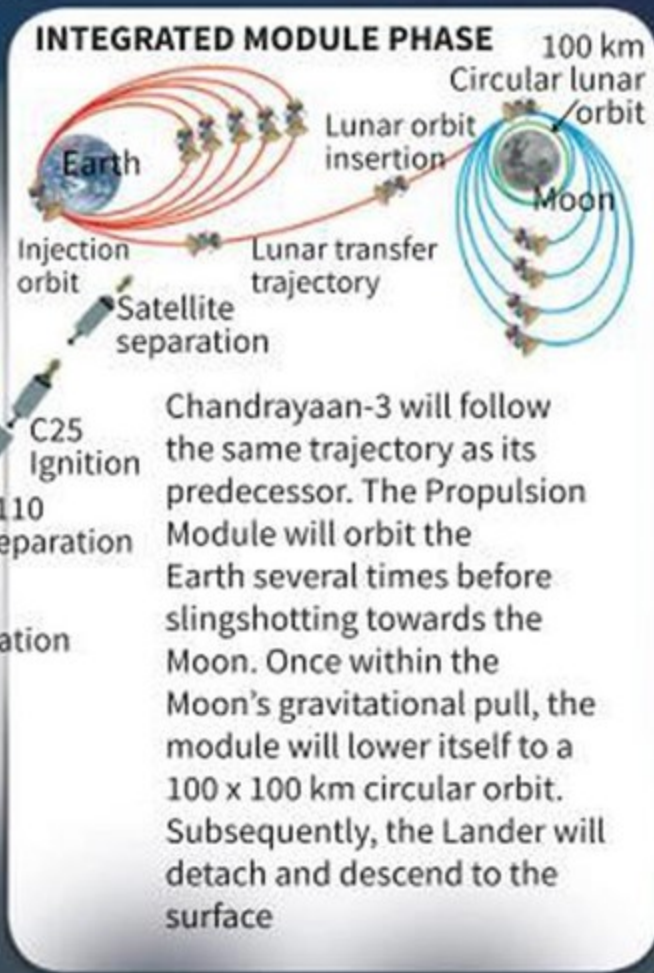 INTEGRATED MODULE PHASE
100 km
Circular lunar
orbit
Lunar orbit
insertion
Earth
Moon
Injection
orbit
Lunar transfer
trajectory
Satellite
separation
C25
Ignition
110
eparation
ation
Chandrayaan-3 will follow
the same trajectory as its
predecessor. The Propulsion
Module will orbit the
Earth several times before
slingshotting towards the
Moon. Once within the
Moon's gravitational pull, the
module will lower itself to a
100 x 100 km circular orbit.
Subsequently, the Lander will
detach and descend to the
surface